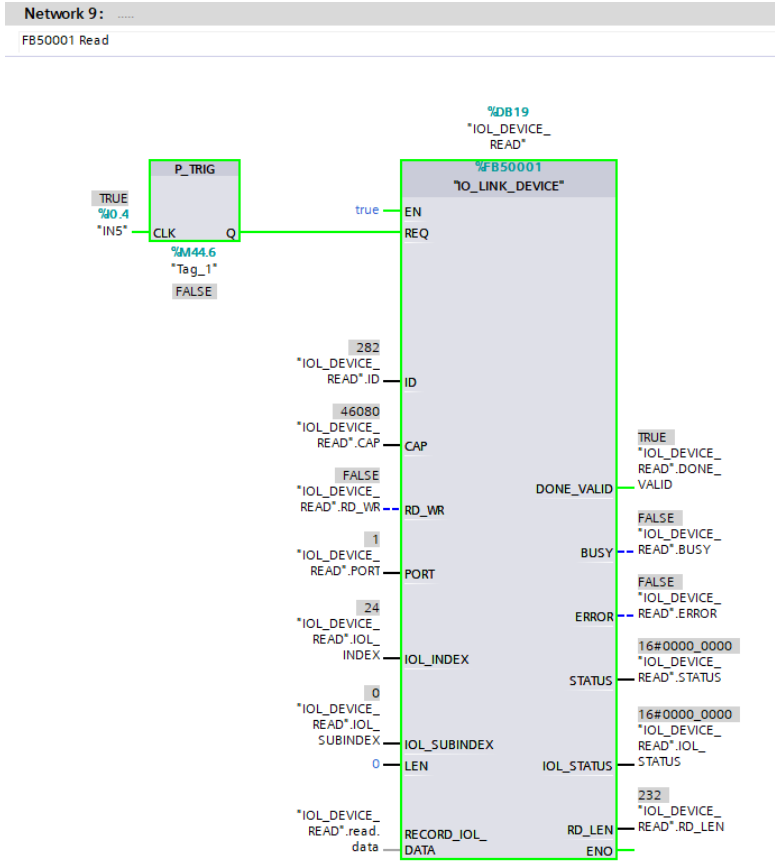 Network 9: .....
FB50001 Read
%DB19
"IOL_DEVICE_
READ"
%FB50001
"IO_LINK_DEVICE"
P_TRIG
TRUE
%I0.4
"IN5"
CLK
Q
%M44.6
"Tag_1"
FALSE
true
EN
REQ
282
"IOL_DEVICE_
READ".ID
ID
46080
"IOL_DEVICE_
READ".CAP
CAP
FALSE
"IOL_DEVICE_
READ".RD_WR
RD_WR
1
"IOL_DEVICE_
READ".PORT
PORT
24
"IOL_DEVICE_
READ".IOL_
INDEX
IOL_INDEX
0
"IOL_DEVICE_
READ".IOL_
SUBINDEX
IOL_SUBINDEX
0
LEN
"IOL_DEVICE_
READ".read.
data
RECORD_IOL_
DATA
DONE_VALID
TRUE
"IOL_DEVICE_
READ".DONE_
VALID
BUSY
FALSE
"IOL_DEVICE_
READ".BUSY
ERROR
FALSE
"IOL_DEVICE_
READ".ERROR
STATUS
16#0000_0000
"IOL_DEVICE_
READ".STATUS
IOL_STATUS
16#0000_0000
"IOL_DEVICE_
READ".IOL_
STATUS
RD_LEN
232
"IOL_DEVICE_
READ".RD_LEN
ENO